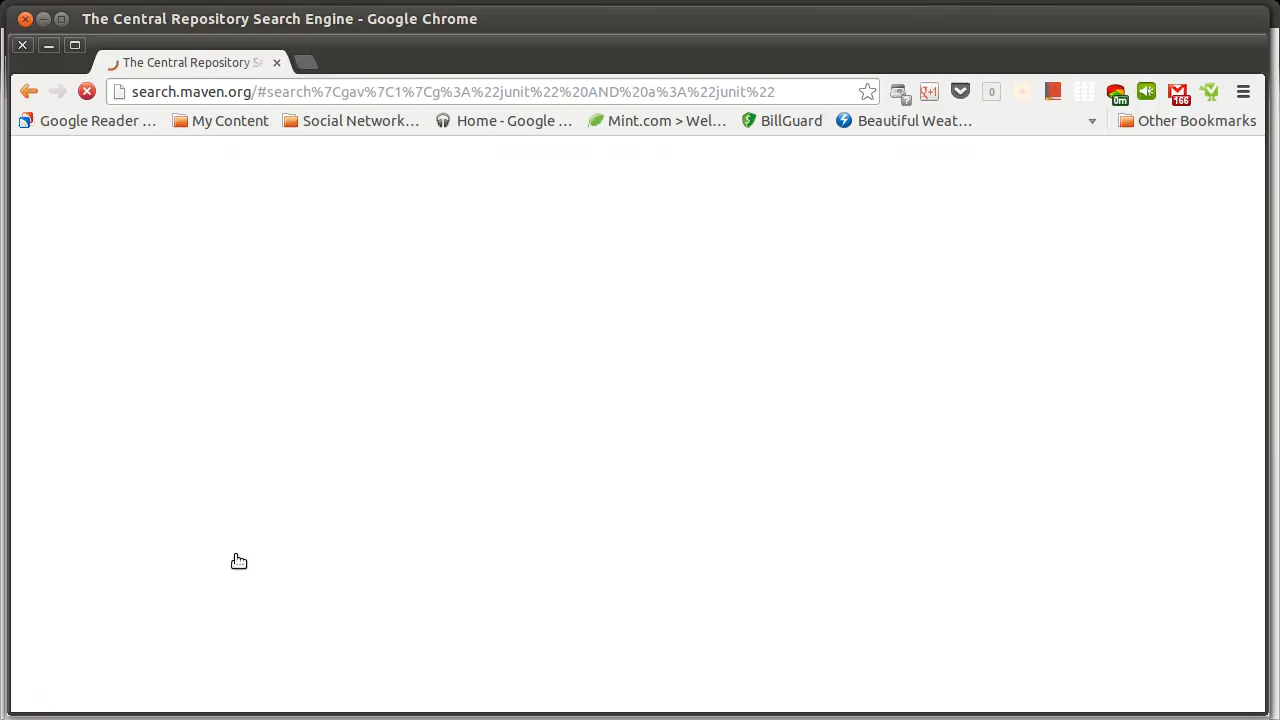 The Central Repository Search Engine - Google Chrome
The Central Repository Se
search.maven.org/#search%7Cgav%7C1%7Cg%3A%22junit%22%20AND%20a%3A%22junit%22
0
0m
166
Google Reader ...
My Content
Social Network...
Home - Google ...
Mint.com > Wel...
BillGuard
Beautiful Weat...
Other Bookmarks